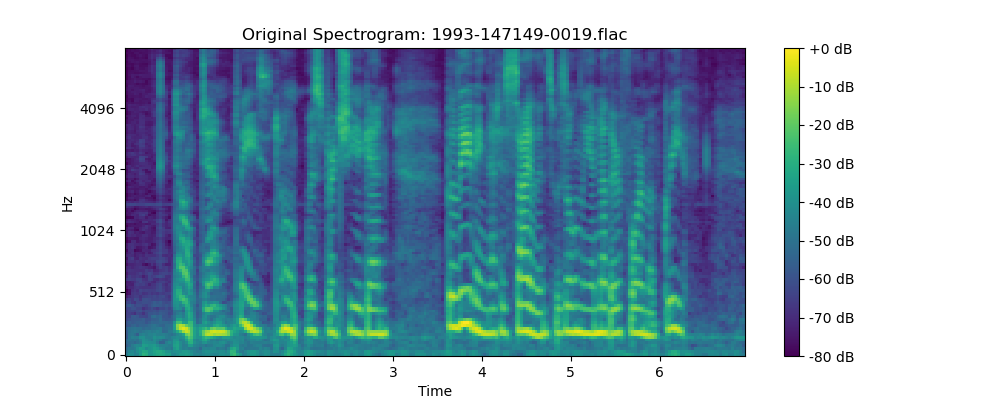 Original Spectrogram: 1993-147149-0019.flac
Hz
4096
2048
1024
512
0
0 1 2 3 4 5 6
Time
+0 dB
-10 dB
-20 dB
-30 dB
-40 dB
-50 dB
-60 dB
-70 dB
-80 dB